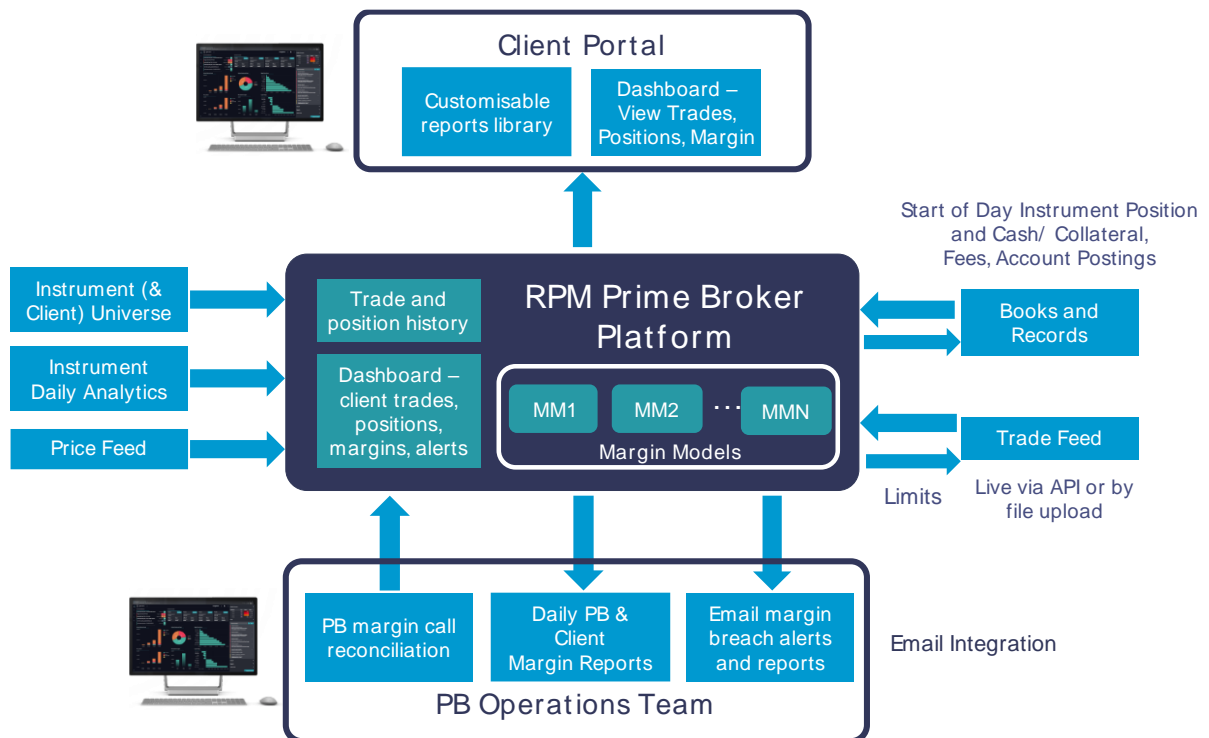 Client Portal
Customisable
reports library
Dashboard –
View Trades,
Positions, Margin
Start of Day Instrument Position
and Cash/ Collateral,
Fees, Account Postings
Instrument (&
Client) Universe
Instrument
Daily Analytics
Price Feed
Trade and
position history
Dashboard –
client trades,
positions,
margins, alerts
RPM Prime Broker
Platform
MM1
MM2
...
MMN
Margin Models
Books and
Records
Trade Feed
Limits
Live via API or by
file upload
PB margin call
reconciliation
Daily PB &
Client
Margin Reports
Email margin
breach alerts
and reports
Email Integration
PB Operations Team